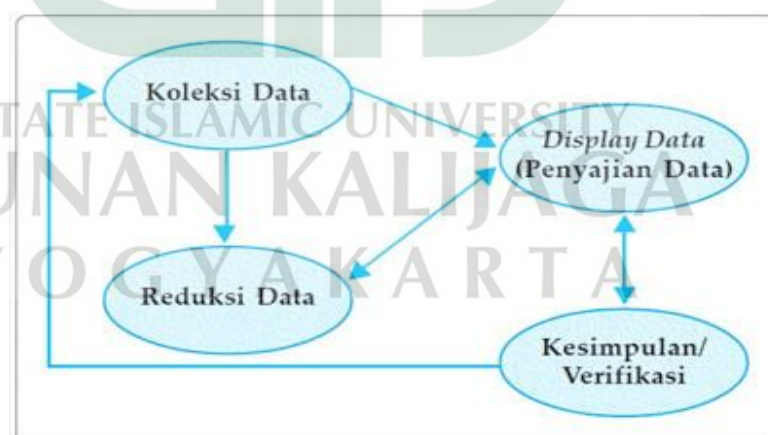 Koleksi Data
STATE ISLAMIC UNIVERSITY
Display Data
(Penyajian Data)
SUNAN KALIJAGA
YOGYAKARTA
Reduksi Data
Kesimpulan/
Verifikasi